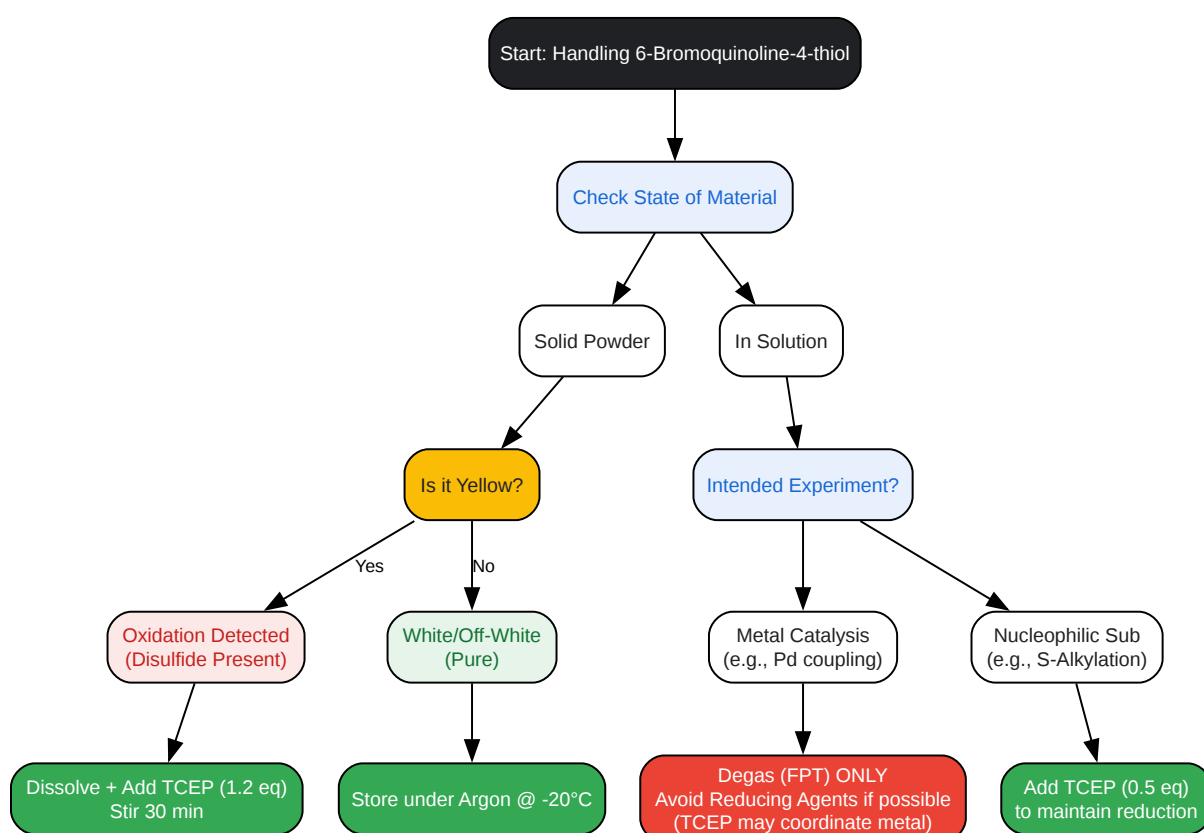 Start: Handling 6-Bromoquinoline-4-thiol
Check State of Material
Solid Powder
In Solution
Is it Yellow?
Intended Experiment?
Yes
No
Oxidation Detected
(Disulfide Present)
White/Off-White
(Pure)
Metal Catalysis
(e.g., Pd coupling)
Nucleophilic Sub
(e.g., S-Alkylation)
Dissolve + Add TCEP (1.2 eq)
Stir 30 min
Store under Argon @ -20°C
Degas (FPT) ONLY
Avoid Reducing Agents if possible
(TCEP may coordinate metal)
Add TCEP (0.5 eq)
to maintain reduction